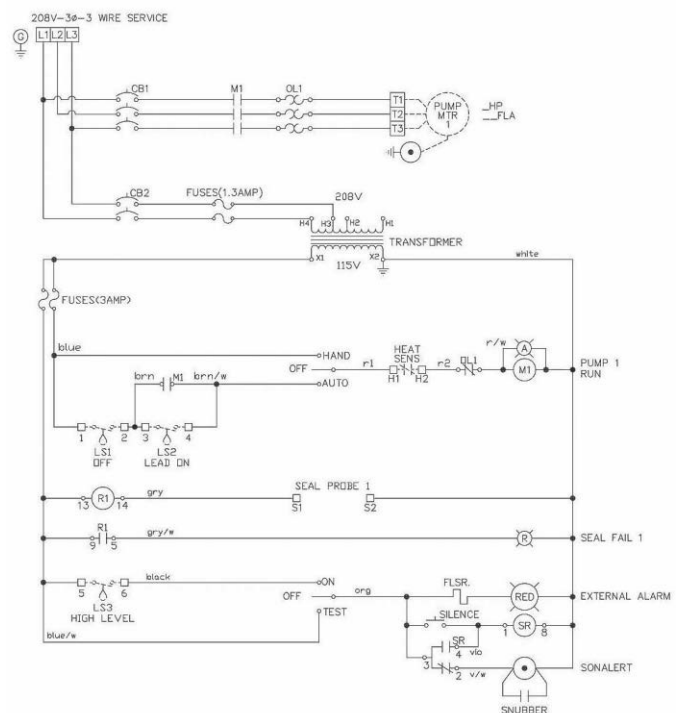 208V-3ø-3 WIRE SERVICE
G
L1 L2 L3
CB1 M1 OL1
T1
T2
T3
PUMP
MTR
1
_HP
__FLA
CB2 FUSES(1.3AMP) 208V
H4 H3 H2 H1
TRANSFORMER
X1 115V X2
white
FUSES(3AMP)
blue
HAND
OFF
AUTO
r1
HEAT
SENS
H1 H2
r2
OL1
r/w
A
M1
PUMP 1
RUN
brn M1 brn/w
1 2 3 4
LS1
OFF
LS2
LEAD ON
R1
13 14
gry
SEAL PROBE 1
S1 S2
R1
9 5
gry/w
R
SEAL FAIL 1
5 6
black
LS3
HIGH LEVEL
ON
OFF
TEST
org
FLSR.
RED
EXTERNAL ALARM
SILENCE
1 SR 8
SR
4
vio
3
2
v/w
blue/w
SONALERT
SNUBBER